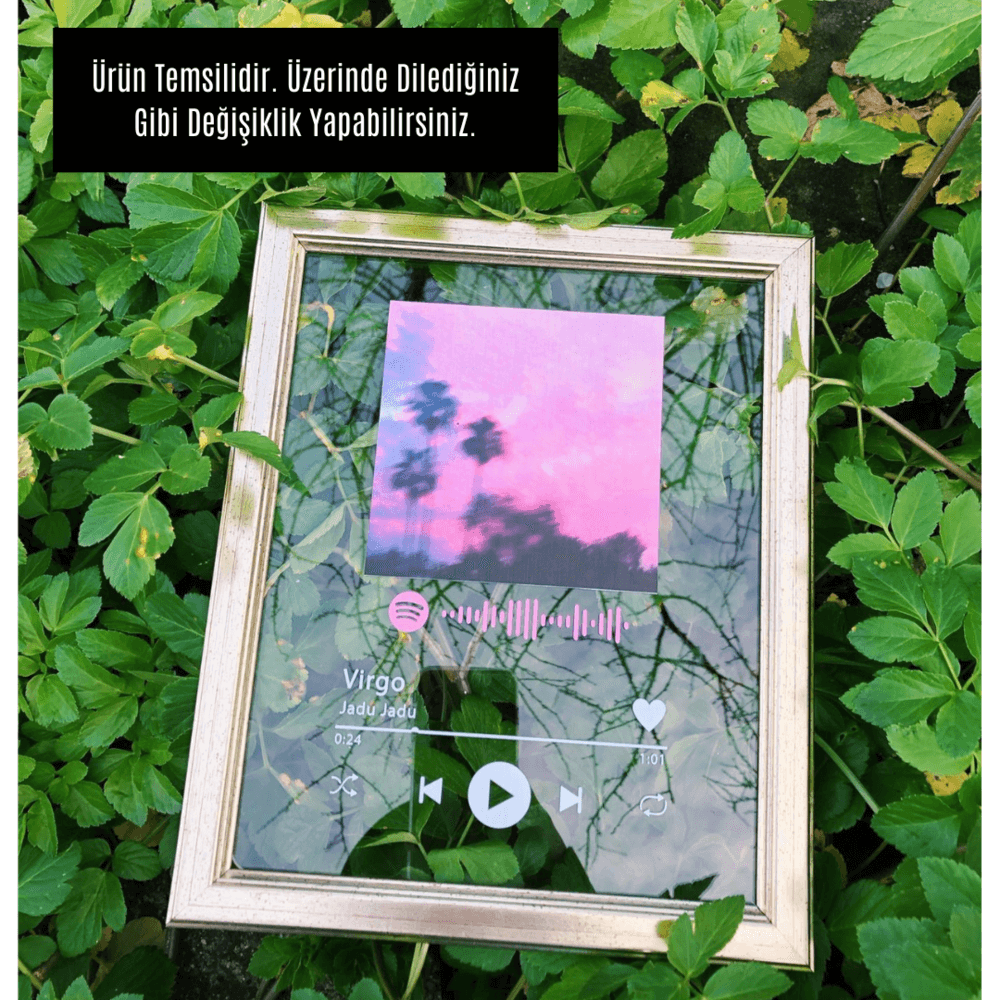 Ürün Temsilidir. Üzerinde Dilediğiniz
Gibi Değişiklik Yapabilirsiniz.
Virgo
Jadu Jadu
0:24
1:01